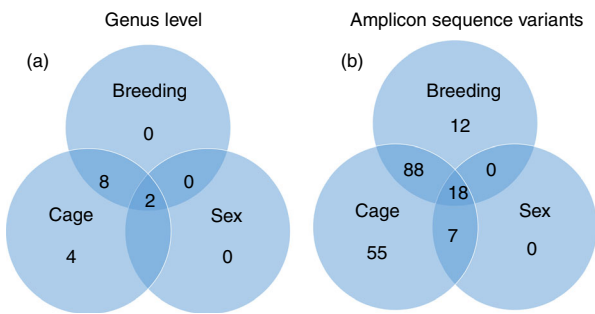 Genus level
(a)
Breeding
0
8
0
2
Cage
Sex
4
0
Amplicon sequence variants
(b)
Breeding
12
88
0
18
Cage
7
Sex
55
0